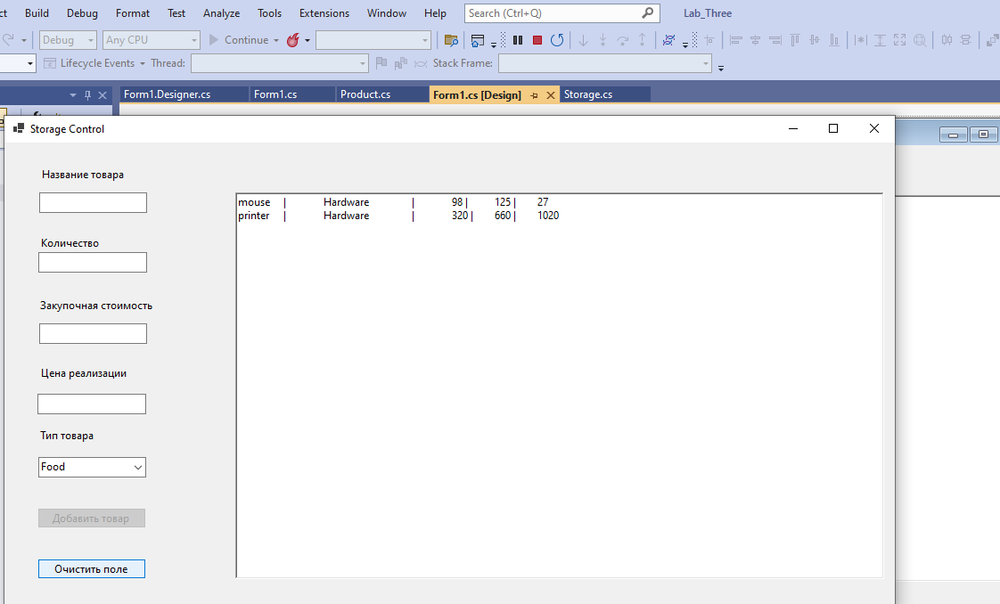 Build Debug Format Test Analyze Tools Extensions Window Help Search (Ctrl+Q) Lab_Three
Debug Any CPU Continue
Lifecycle Events Thread: Stack Frame:
Form1.Designer.cs Form1.cs Product.cs Form1.cs [Design] Storage.cs
Storage Control
Название товара
mouse | Hardware | 98 | 125 | 27
printer | Hardware | 320 | 660 | 1020
Количество
Закупочная стоимость
Цена реализации
Тип товара
Food
Добавить товар
Очистить поле